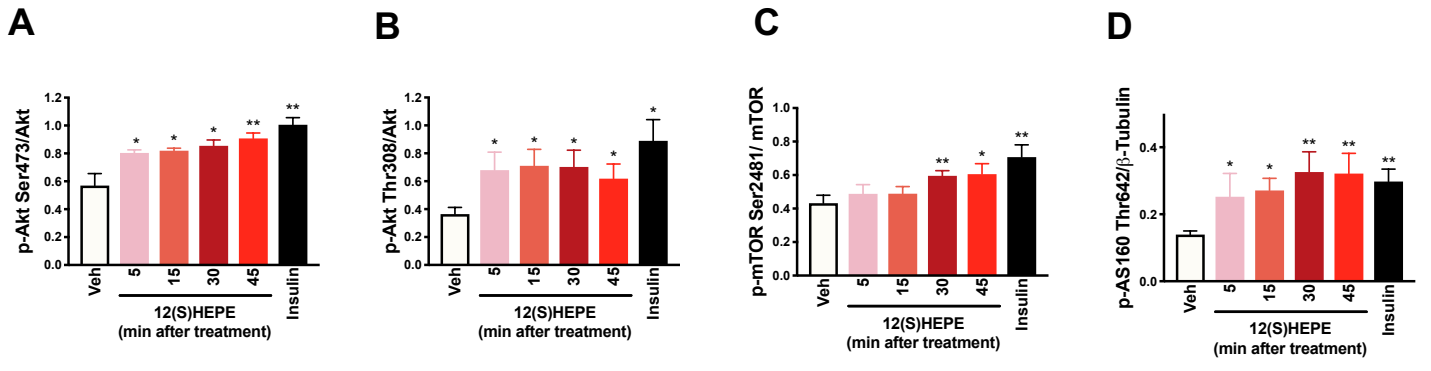 A
B
C
D
p-Akt Ser473/Akt
1.2
1.0
0.8
0.6
0.4
0.2
0.0
*
*
*
**
**
Veh
5
15
30
45
Insulin
12(S)HEPE
(min after treatment)
p-Akt Thr308/Akt
1.2
1.0
0.8
0.6
0.4
0.2
0.0
*
*
*
*
*
Veh
5
15
30
45
Insulin
12(S)HEPE
(min after treatment)
p-mTOR Ser2481/ mTOR
1.0
0.8
0.6
0.4
0.2
0.0
**
*
**
Veh
5
15
30
45
Insulin
12(S)HEPE
(min after treatment)
p-AS160 Thr642/β-Tubulin
0.4
0.2
0.0
*
*
**
**
**
Veh
5
15
30
45
Insulin
12(S)HEPE
(min after treatment)